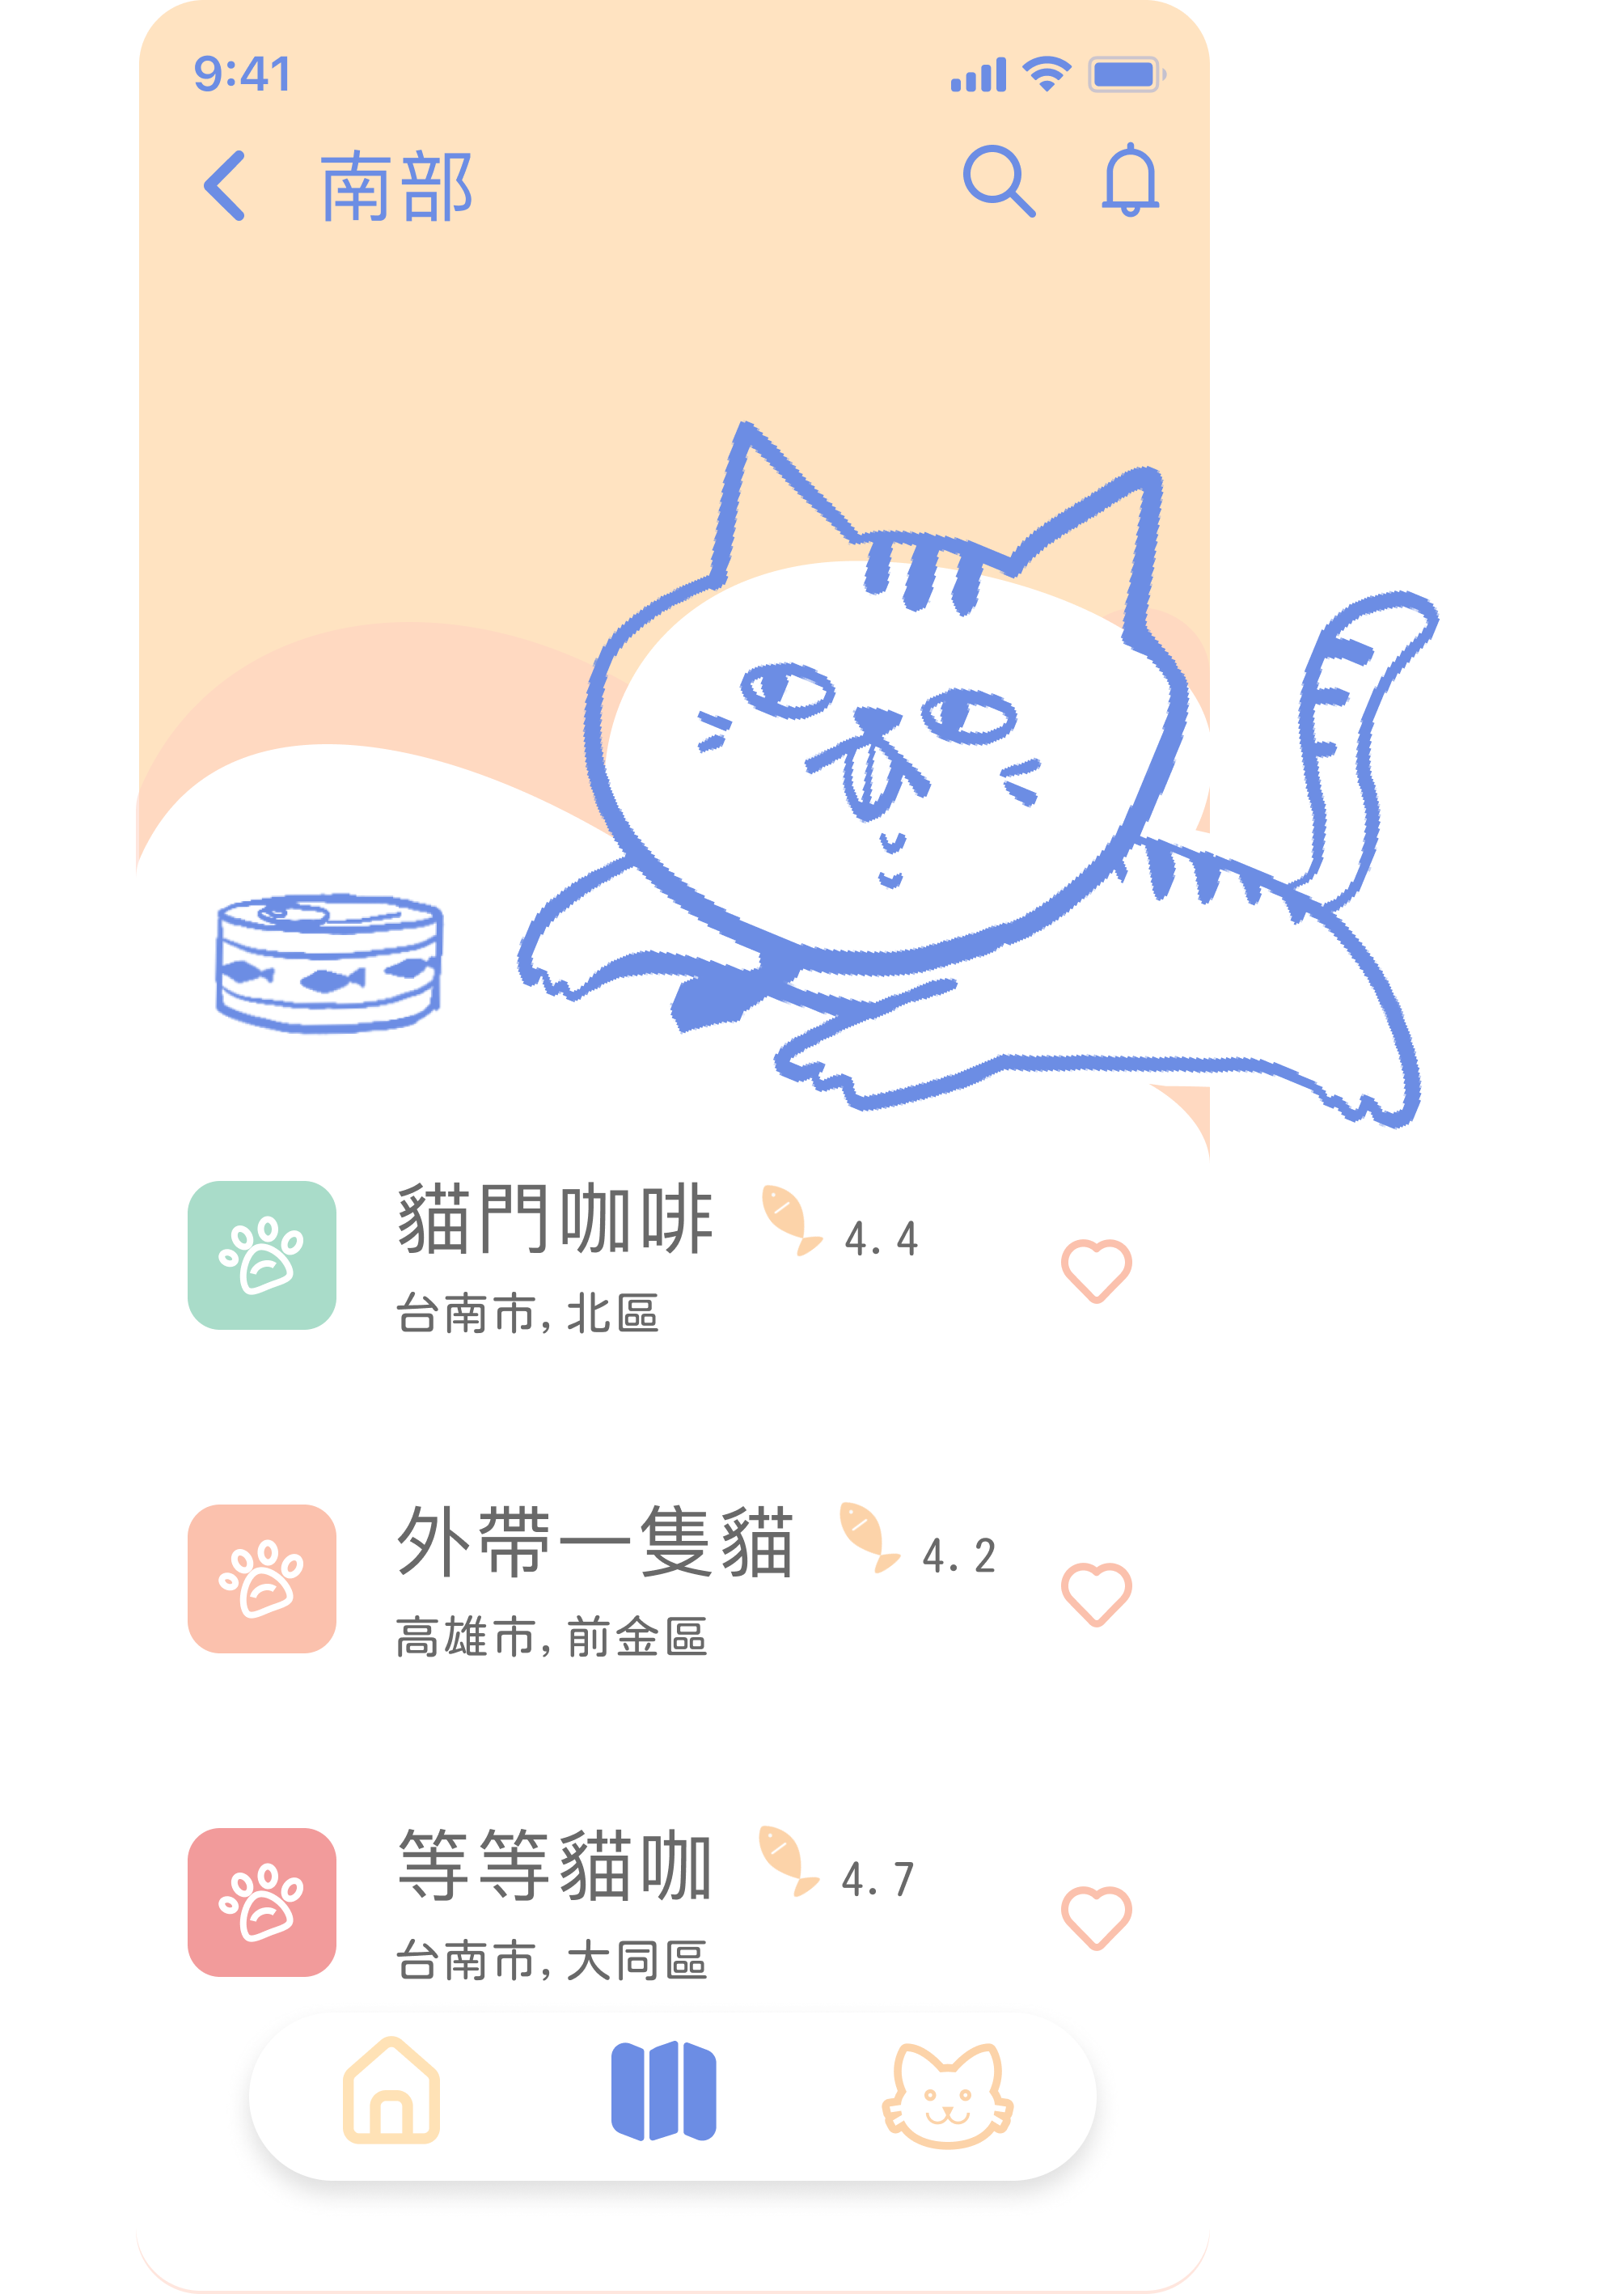 9:41
南部
貓門咖啡 4.4
台南市, 北區
外帶一隻貓 4.2
高雄市, 前金區
等等貓咖 4.7
台南市, 大同區